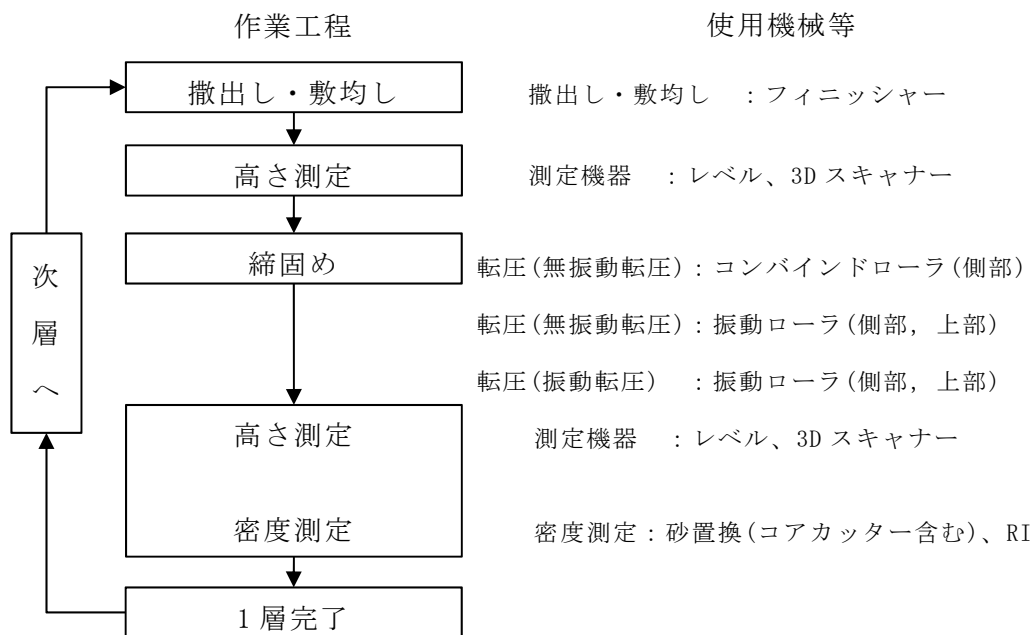 作業工程
使用機械等
撒出し・敷均し
撒出し・敷均し ：フィニッシャー
高さ測定
測定機器 ：レベル、3Dスキャナー
締固め
転圧(無振動転圧)：コンバインドローラ(側部)
転圧(無振動転圧)：振動ローラ(側部, 上部)
転圧(振動転圧) ：振動ローラ(側部, 上部)
次層へ
高さ測定
測定機器 ：レベル、3Dスキャナー
密度測定
密度測定：砂置換(コアカッター含む)、RI
1層完了